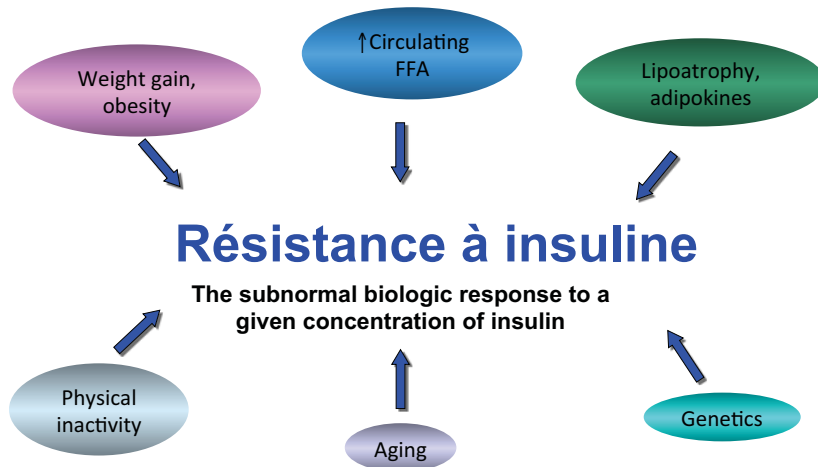 Weight gain,
obesity
↑Circulating
FFA
Lipoatrophy,
adipokines
Résistance à insuline
The subnormal biologic response to a
given concentration of insulin
Physical
inactivity
Aging
Genetics